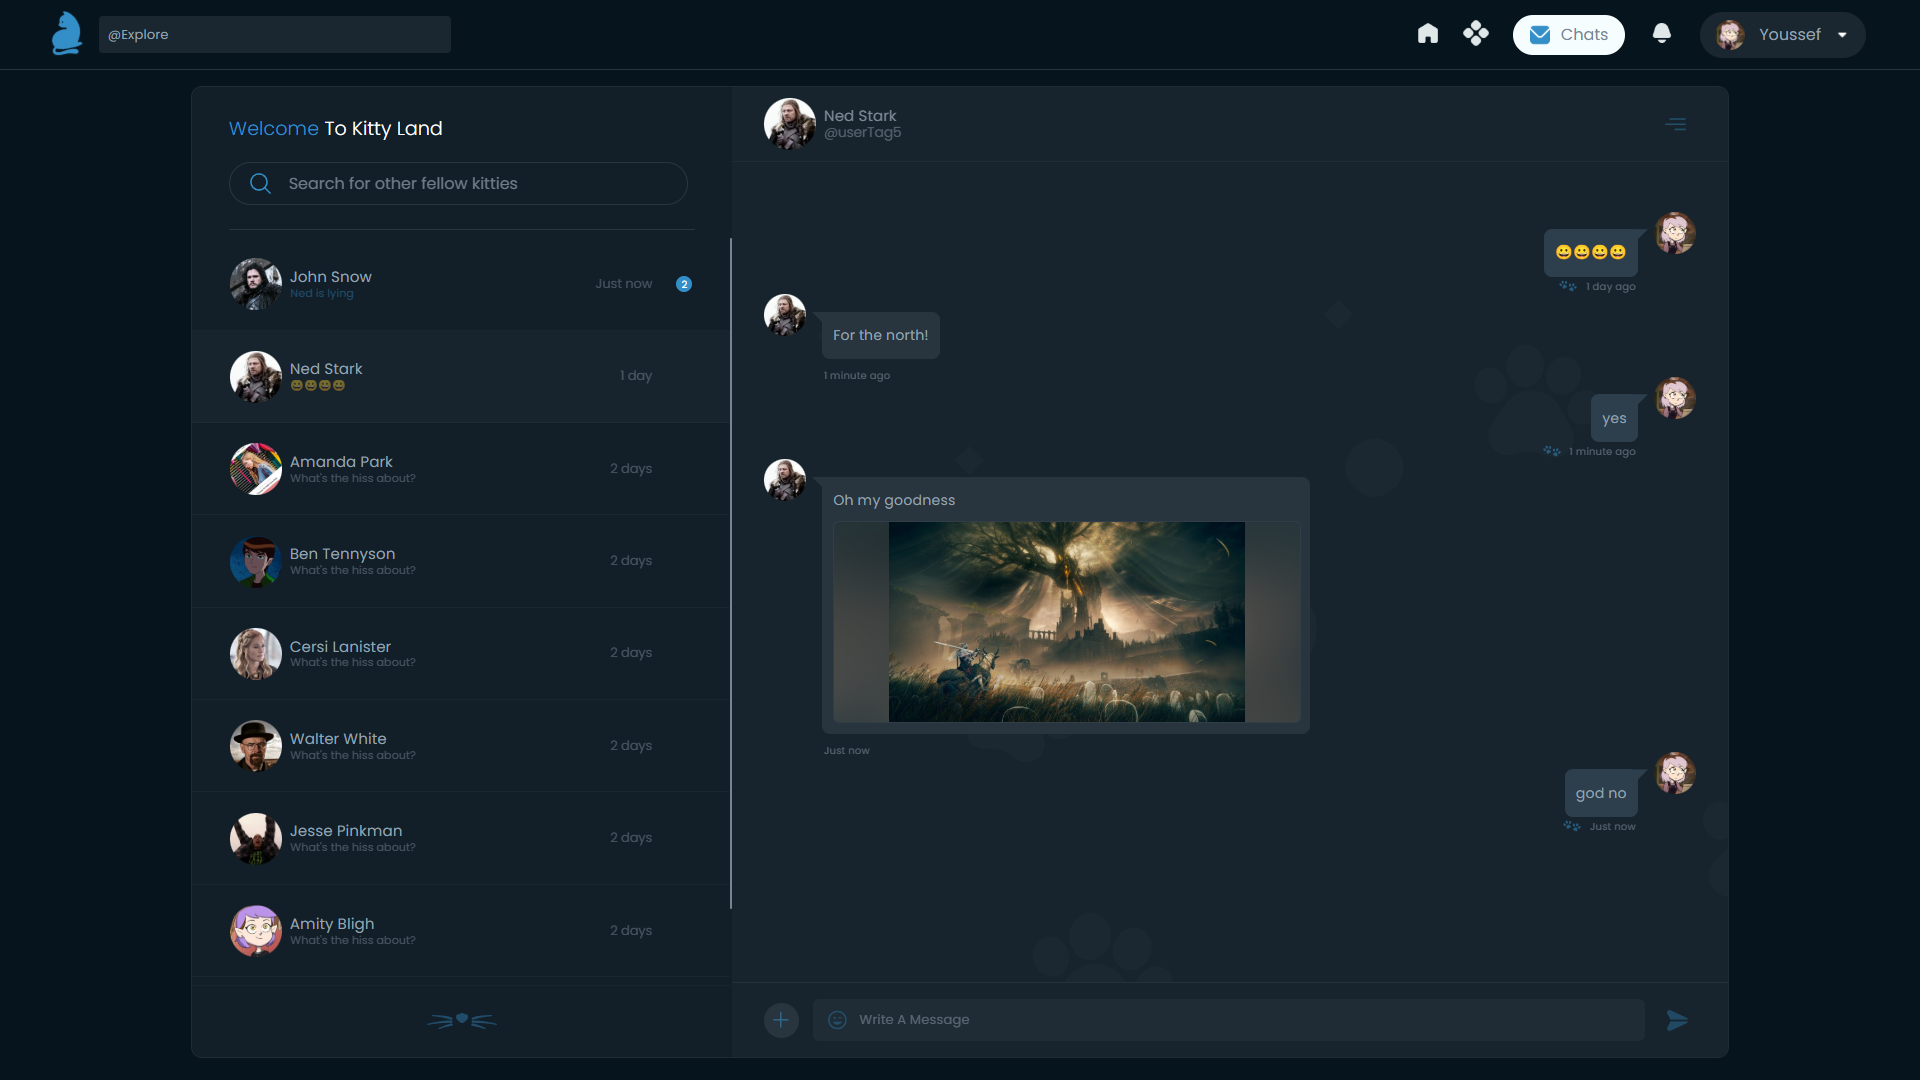 @Explore
Chats
Youssef
Welcome To Kitty Land
Search for other fellow kitties
John Snow
Ned is lying
Just now
2
Ned Stark
😀😀😀😀
1 day
Amanda Park
What's the hiss about?
2 days
Ben Tennyson
What's the hiss about?
2 days
Cersi Lanister
What's the hiss about?
2 days
Walter White
What's the hiss about?
2 days
Jesse Pinkman
What's the hiss about?
2 days
Amity Bligh
What's the hiss about?
2 days
Ned Stark
@userTag5
😀😀😀😀
1 day ago
For the north!
1 minute ago
yes
1 minute ago
Oh my goodness
Just now
god no
Just now
Write A Message